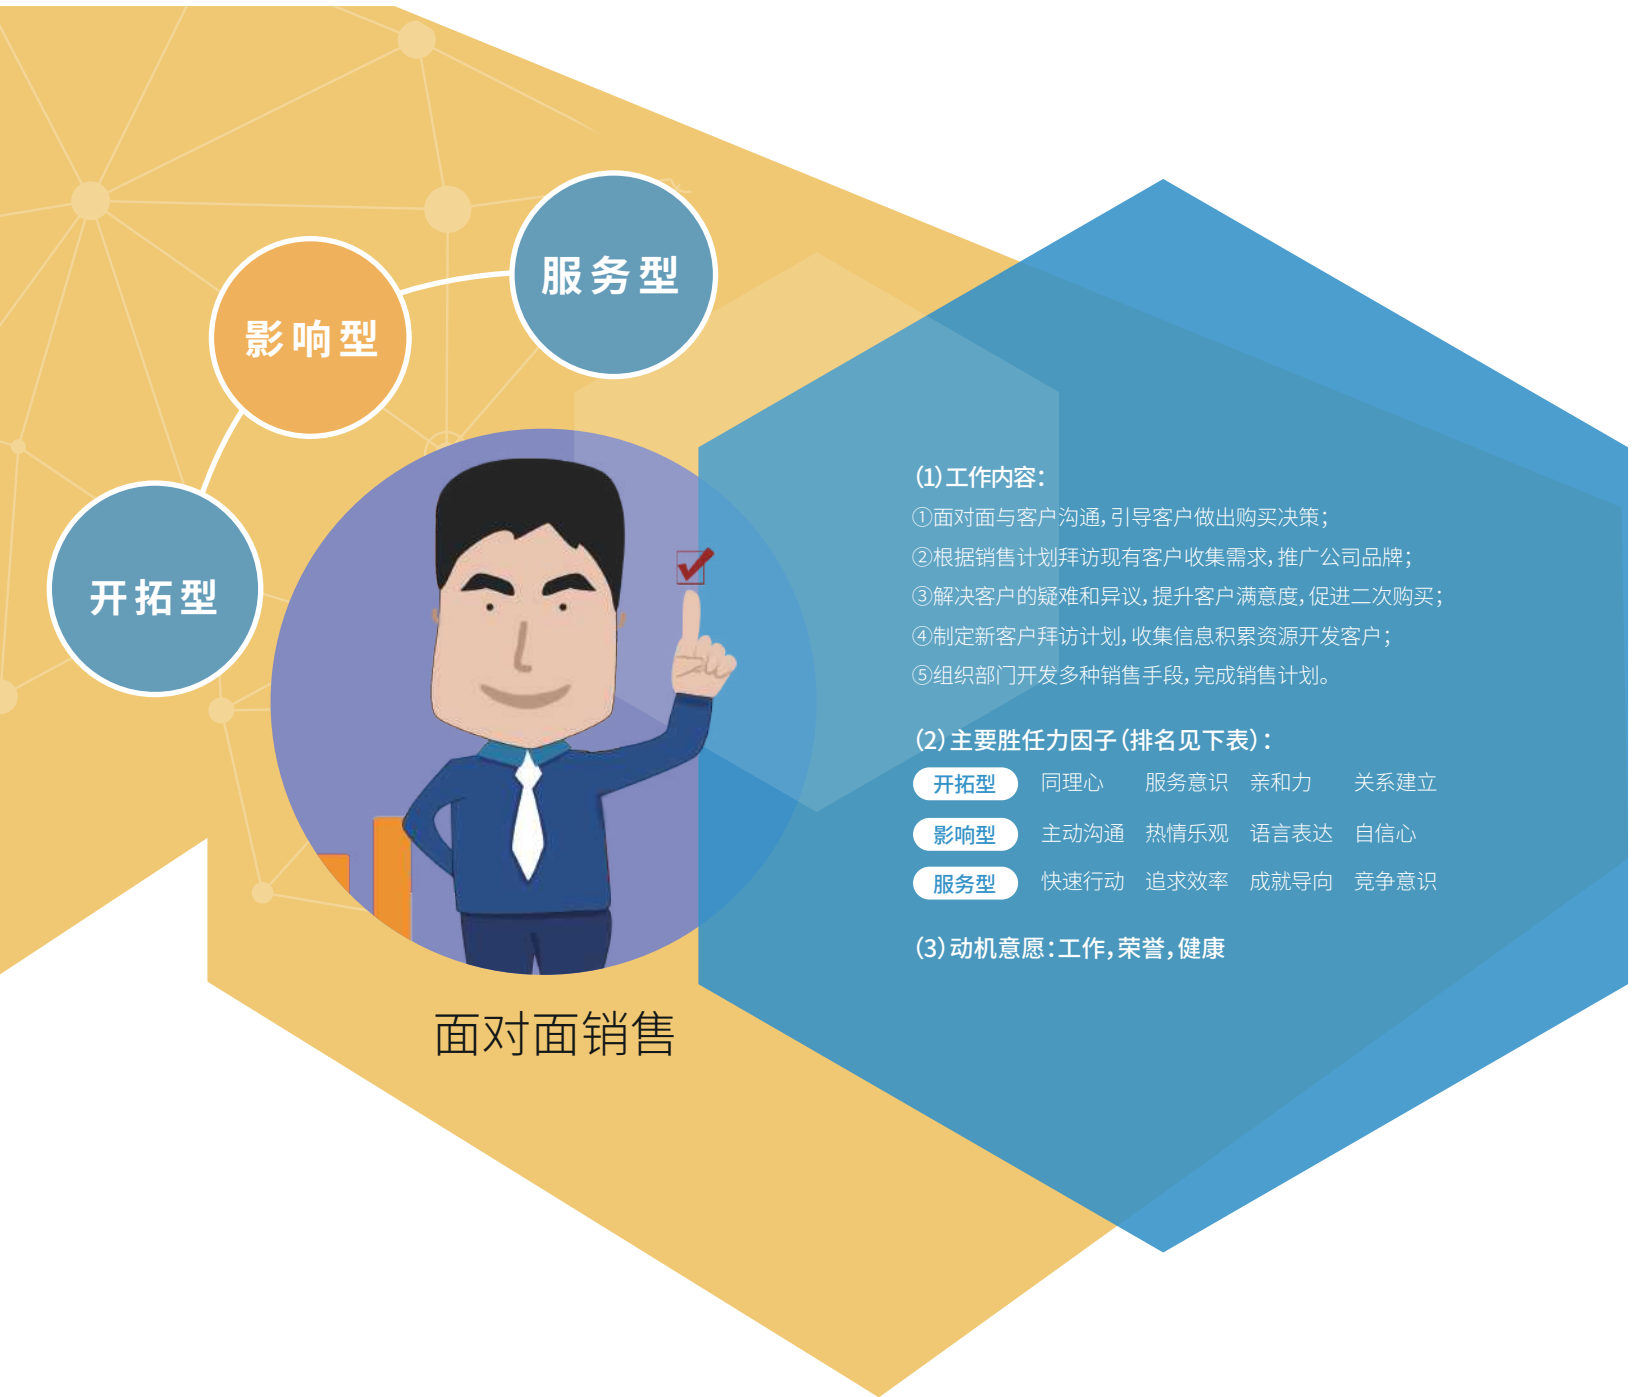 服务型
影响型
开拓型
面对面销售
（1）工作内容：
①面对面与客户沟通，引导客户做出购买决策；
②根据销售计划拜访现有客户收集需求，推广公司品牌；
③解决客户的疑难和异议，提升客户满意度，促进二次购买；
④制定新客户拜访计划，收集信息积累资源开发客户；
⑤组织部门开发多种销售手段，完成销售计划。
（2）主要胜任力因子（排名见下表）：
开拓型 同理心 服务意识 亲和力 关系建立
影响型 主动沟通 热情乐观 语言表达 自信心
服务型 快速行动 追求效率 成就导向 竞争意识
（3）动机意愿：工作，荣誉，健康